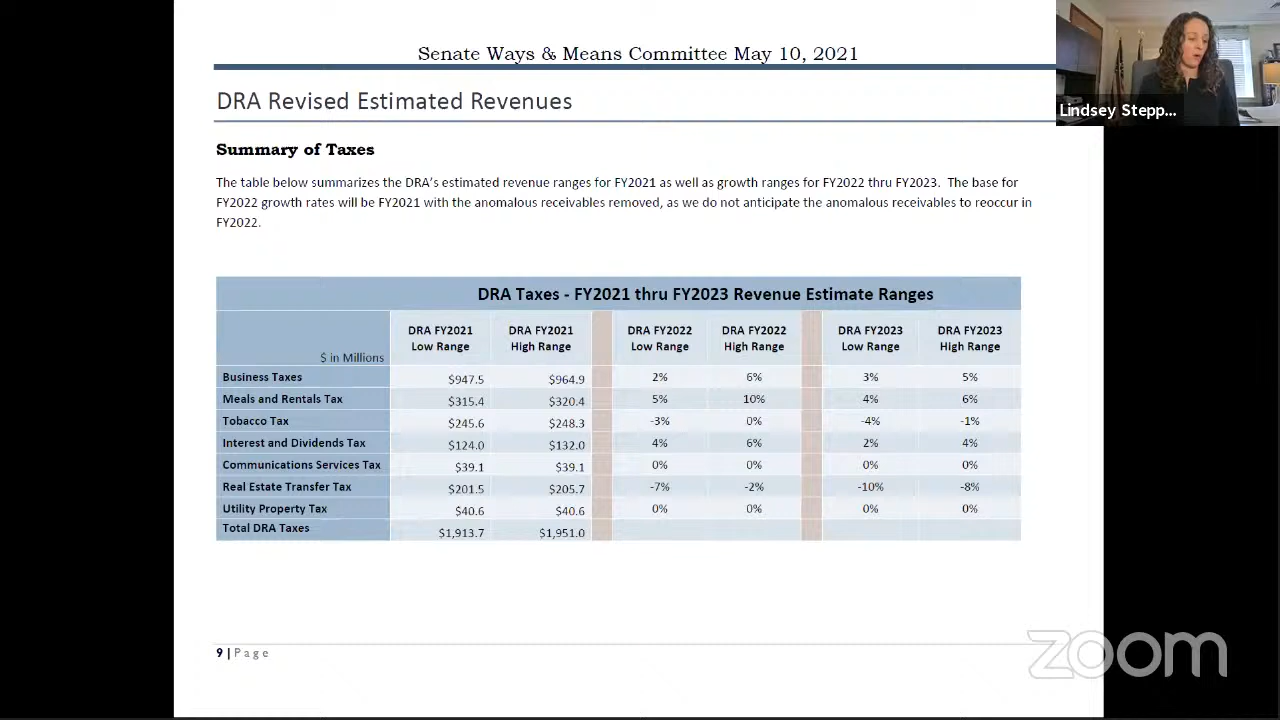 Senate Ways & Means Committee May 10, 2021
Lindsey Stepp...
DRA Revised Estimated Revenues
Summary of Taxes
The table below summarizes the DRA's estimated revenue ranges for FY2021 as well as growth ranges for FY2022 thru FY2023. The base for
FY2022 growth rates will be FY2021 with the anomalous receivables removed, as we do not anticipate the anomalous receivables to reoccur in
FY2022.
DRA Taxes - FY2021 thru FY2023 Revenue Estimate Ranges
$ in Millions
DRA FY2021 Low Range
DRA FY2021 High Range
DRA FY2022 Low Range
DRA FY2022 High Range
DRA FY2023 Low Range
DRA FY2023 High Range
Business Taxes $947.5 $964.9 2% 6% 3% 5%
Meals and Rentals Tax $315.4 $320.4 5% 10% 4% 6%
Tobacco Tax $245.6 $248.3 -3% 0% -4% -1%
Interest and Dividends Tax $124.0 $132.0 4% 6% 2% 4%
Communications Services Tax $39.1 $39.1 0% 0% 0% 0%
Real Estate Transfer Tax $201.5 $205.7 -7% -2% -10% -8%
Utility Property Tax $40.6 $40.6 0% 0% 0% 0%
Total DRA Taxes $1,913.7 $1,951.0
9 | Page
zoom